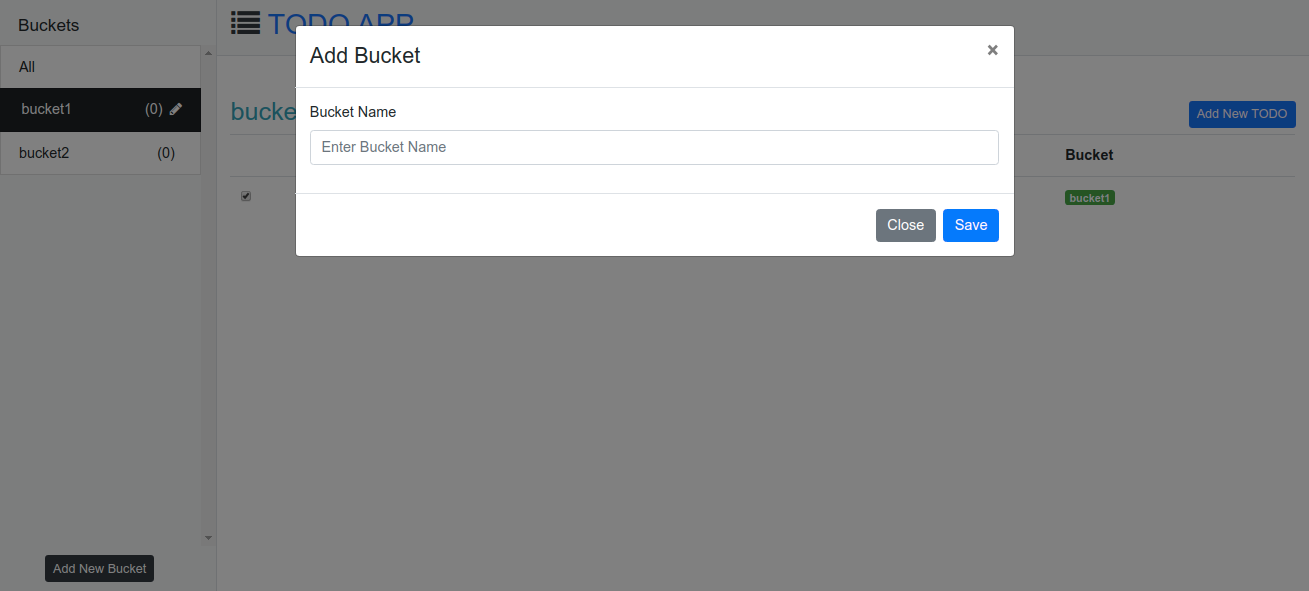 Buckets
All
bucket1 (0)
bucket2 (0)
Add New Bucket
TODO APP
Add Bucket ×
Bucket Name
Enter Bucket Name
Close Save
Add New TODO
Bucket
bucket1